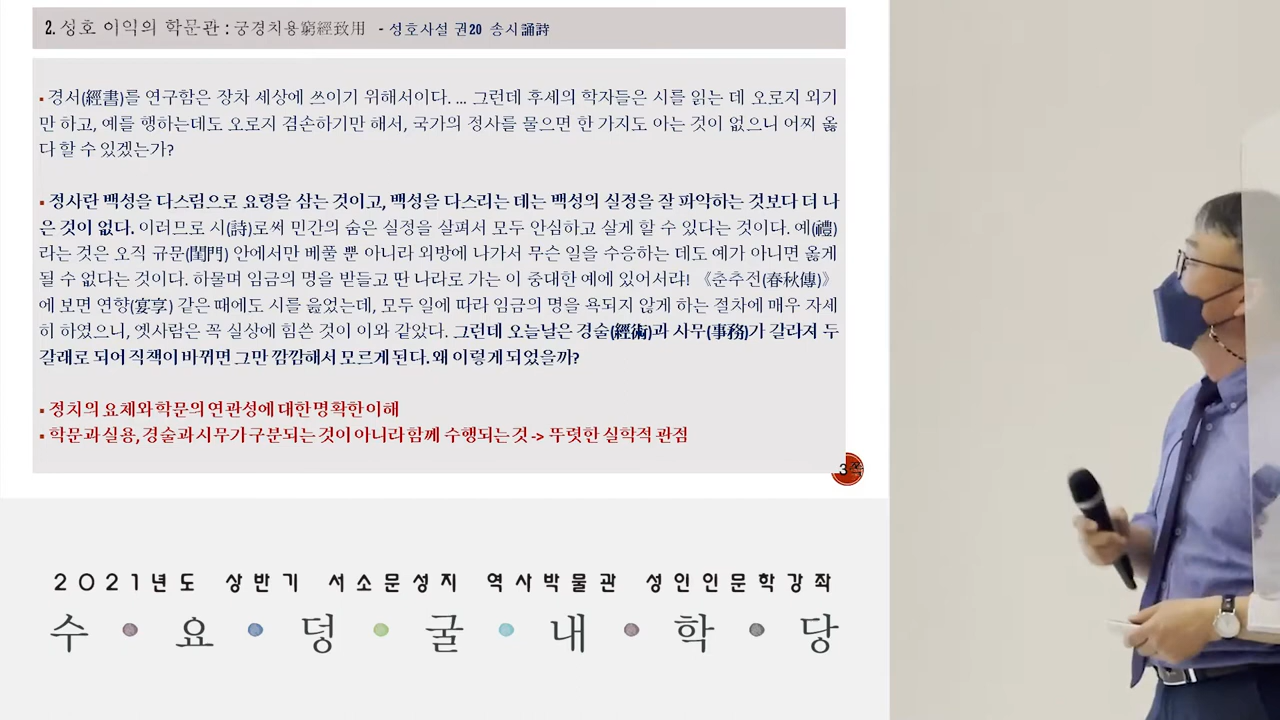 2. 성호 이익의 학문관 : 궁경치용窮經致用 - 성호사설 권20 송시誦詩
▪ 경서(經書)를 연구함은 장차 세상에 쓰이기 위해서이다. ... 그런데 후세의 학자들은 시를 읽는 데 오로지 외기
만 하고, 예를 행하는데도 오로지 겸손하기만 해서, 국가의 정사를 물으면 한 가지도 아는 것이 없으니 어찌 옳
다 할 수 있겠는가?
▪ 정사란 백성을 다스림으로 요령을 삼는 것이고, 백성을 다스리는 데는 백성의 실정을 잘 파악하는 것보다 더 나
은 것이 없다. 이러므로 시(詩)로써 민간의 숨은 실정을 살펴서 모두 안심하고 살게 할 수 있다는 것이다. 예(禮)
라는 것은 오직 규문(閨門) 안에서만 베풀 뿐 아니라 외방에 나가서 무슨 일을 수응하는 데도 예가 아니면 옳게
될 수 없다는 것이다. 하물며 임금의 명을 받들고 딴 나라로 가는 이 중대한 예에 있어서랴! 《춘추전(春秋傳)》
에 보면 연향(宴享) 같은 때에도 시를 읊었는데, 모두 일에 따라 임금의 명을 욕되지 않게 하는 절차에 매우 자세
히 하였으니, 옛사람은 꼭 실상에 힘쓴 것이 이와 같았다. 그런데 오늘날은 경술(經術)과 사무(事務)가 갈라져 두
갈래로 되어 직책이 바뀌면 그만 깜깜해서 모르게 된다. 왜 이렇게 되었을까?
▪ 정치의 요체와 학문의 연관성에 대한 명확한 이해
▪ 학문과 실용, 경술과 시무가 구분되는 것이 아니라 함께 수행되는 것 -> 뚜렷한 실학적 관점
3쪽
2021년도 상반기 서소문성지 역사박물관 성인인문학강좌
수•요•덩•굴•내•학•당